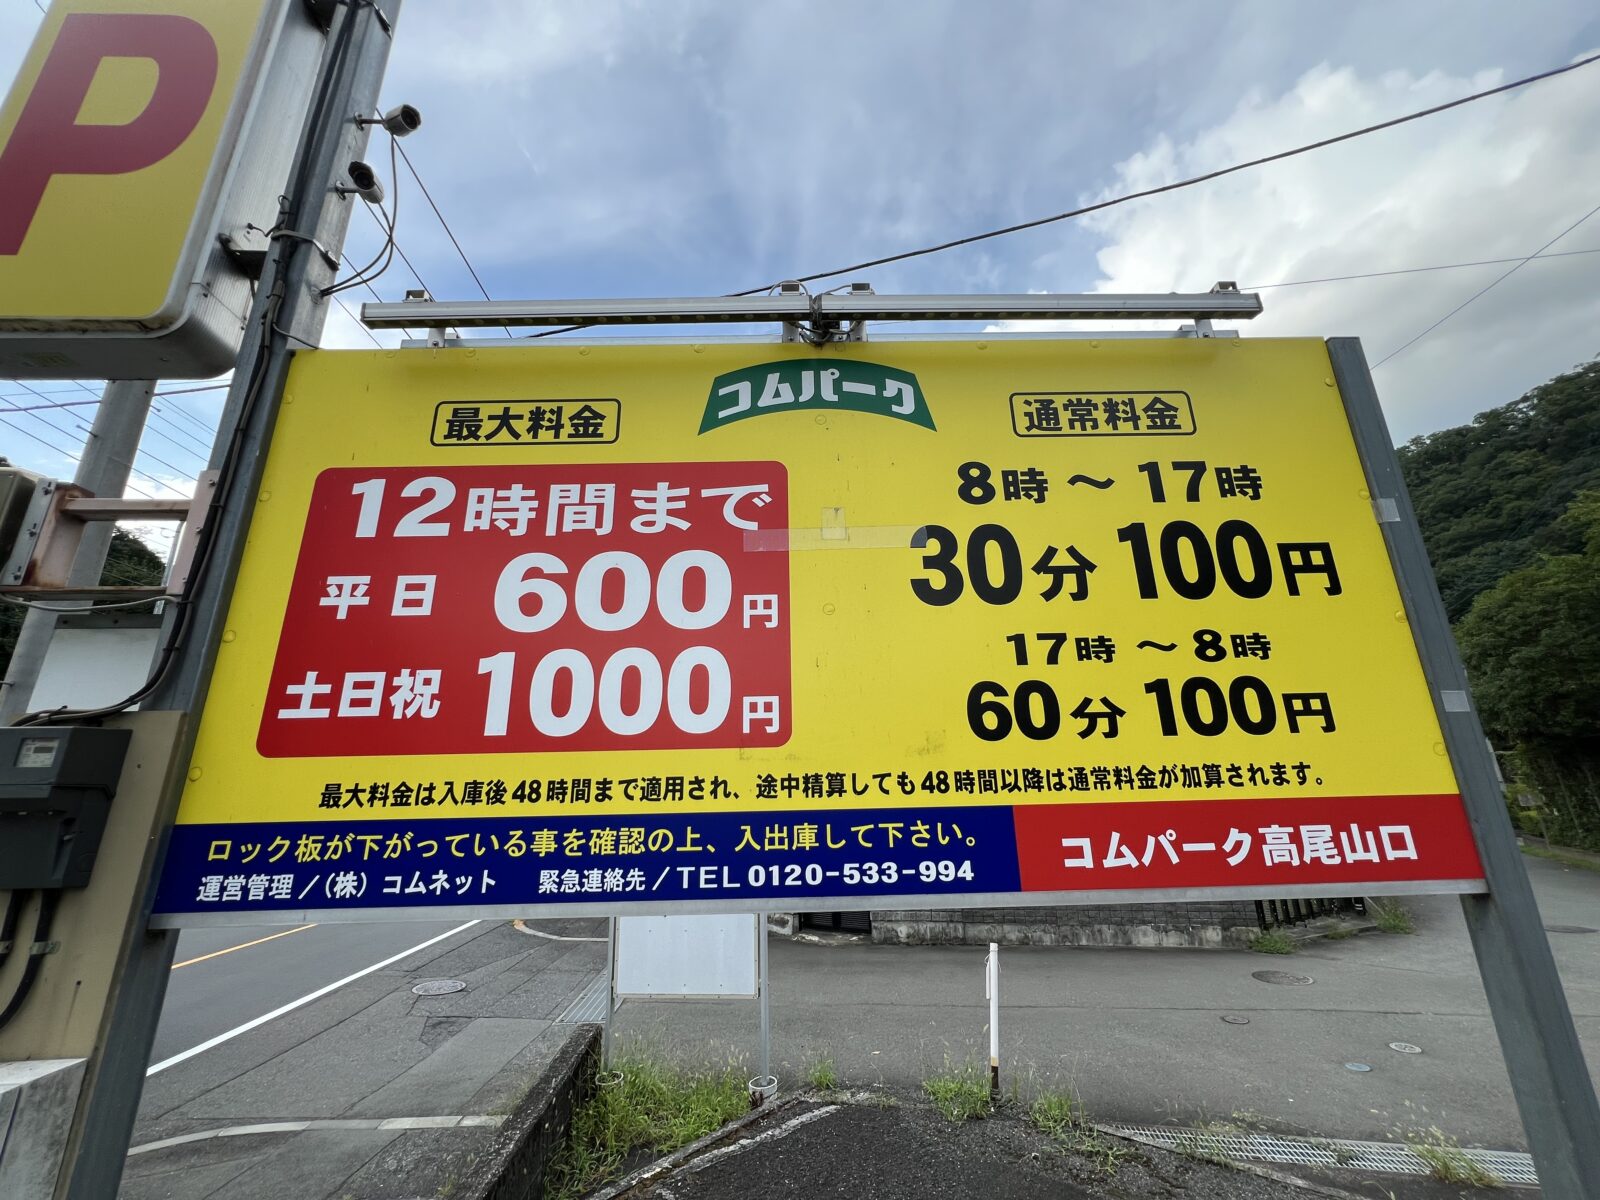 P
コムパーク
最大料金
12時間まで
平日 600円
土日祝 1000円
通常料金
8時～17時
30分 100円
17時～8時
60分 100円
最大料金は入庫後48時間まで適用され、途中精算しても48時間以降は通常料金が加算されます。
ロック板が下がっている事を確認の上、入出庫して下さい。
運営管理／（株）コムネット 緊急連絡先／TEL 0120-533-994
コムパーク高尾山口